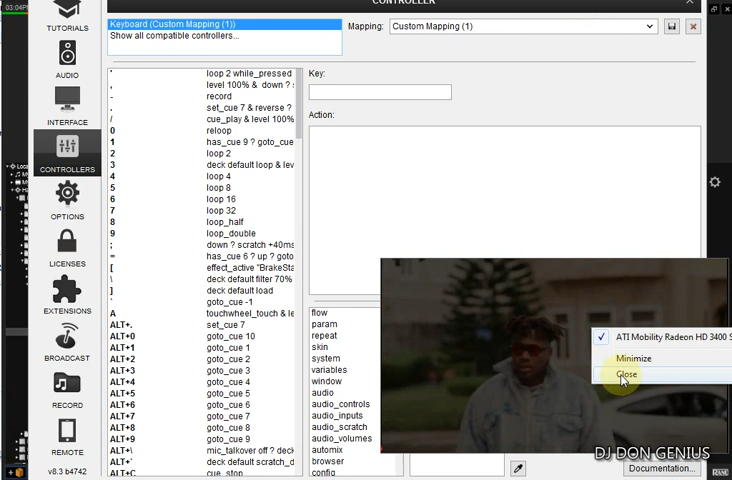 03:04PM
CONTROLLER
TUTORIALS
AUDIO
INTERFACE
CONTROLLERS
OPTIONS
LICENSES
EXTENSIONS
BROADCAST
RECORD
REMOTE
v8.3 b4742
Keyboard (Custom Mapping (1))
Show all compatible controllers...
Mapping: Custom Mapping (1)
' loop 2 while_pressed
, level 100% & down ?
- record
. set_cue 7 & reverse ?
/ cue_play & level 100%
0 reloop
1 has_cue 9 ? goto_cue
2 loop 2
3 deck default loop & leve
4 loop 4
5 loop 8
6 loop 16
7 loop 32
8 loop_half
9 loop_double
; down ? scratch +40ms
= has_cue 6 ? up ? goto
[ effect_active "BrakeSta
\ deck default filter 70%
] deck default load
` goto_cue -1
A touchwheel_touch & le
ALT+. set_cue 7
ALT+0 goto_cue 10
ALT+1 goto_cue 1
ALT+2 goto_cue 2
ALT+3 goto_cue 3
ALT+4 goto_cue 4
ALT+5 goto_cue 5
ALT+6 goto_cue 6
ALT+7 goto_cue 7
ALT+8 goto_cue 8
ALT+9 goto_cue 9
ALT+\ mic_talkover off ? deck
ALT+` deck default scratch_d
ALT+C cue_stop
Key:
Action:
flow
param
repeat
skin
system
variables
window
audio
audio_controls
audio_inputs
audio_scratch
audio_volumes
automix
browser
config
ATI Mobility Radeon HD 3400 S
Minimize
Close
DJ DON GENIUS
Documentation...